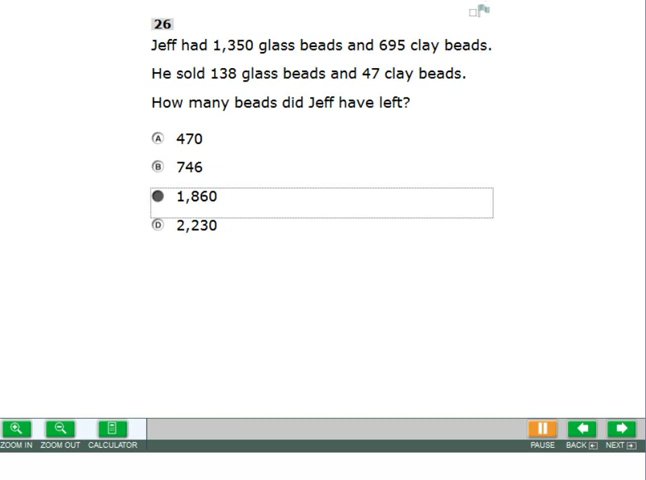 26
Jeff had 1,350 glass beads and 695 clay beads.
He sold 138 glass beads and 47 clay beads.
How many beads did Jeff have left?
A 470
B 746
1,860
D 2,230
ZOOM IN ZOOM OUT CALCULATOR PAUSE BACK NEXT